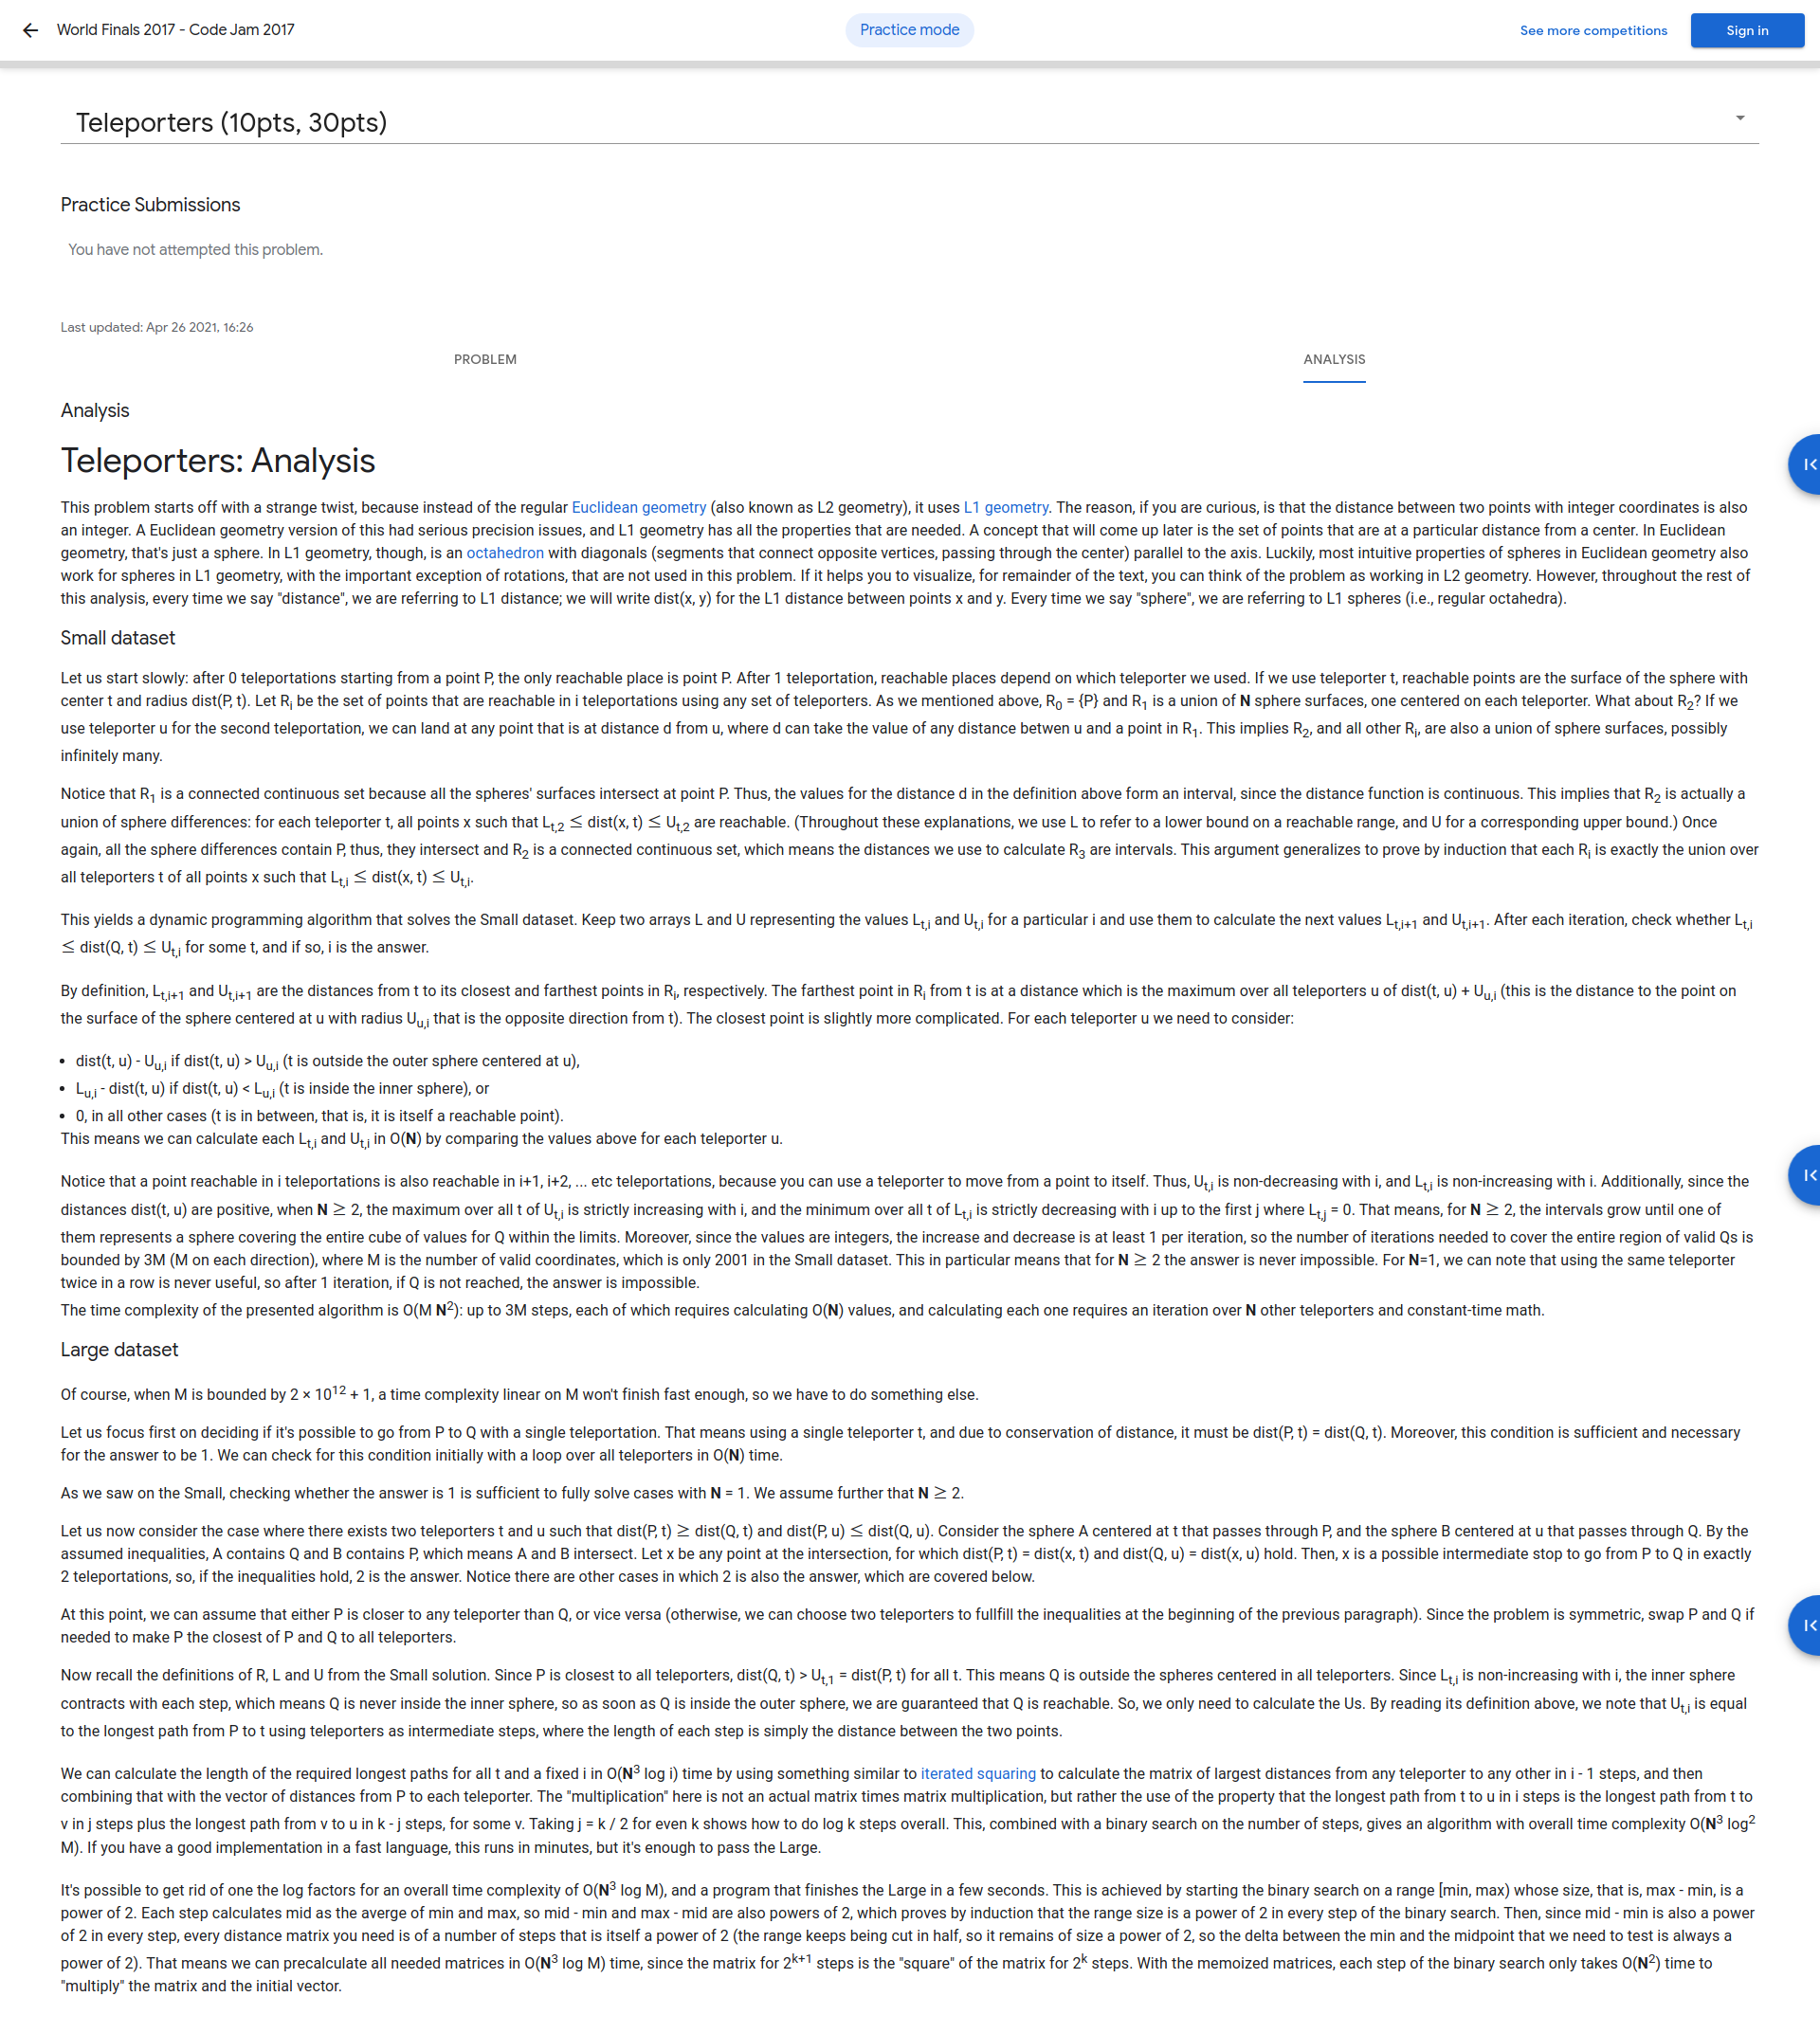 World Finals 2017 - Code Jam 2017
Practice mode
See more competitions
Sign in
Teleporters (10pts, 30pts)
Practice Submissions
You have not attempted this problem.
Last updated: Apr 26 2021, 16:26
PROBLEM
ANALYSIS
Analysis
Teleporters: Analysis
This problem starts off with a strange twist, because instead of the regular Euclidean geometry (also known as L2 geometry), it uses L1 geometry. The reason, if you are curious, is that the distance between two points with integer coordinates is also
an integer. A Euclidean geometry version of this had serious precision issues, and L1 geometry has all the properties that are needed. A concept that will come up later is the set of points that are at a particular distance from a center. In Euclidean
geometry, that's just a sphere. In L1 geometry, though, is an octahedron with diagonals (segments that connect opposite vertices, passing through the center) parallel to the axis. Luckily, most intuitive properties of spheres in Euclidean geometry also
work for spheres in L1 geometry, with the important exception of rotations, that are not used in this problem. If it helps you to visualize, for remainder of the text, you can think of the problem as working in L2 geometry. However, throughout the rest of
this analysis, every time we say "distance", we are referring to L1 distance; we will write dist(x, y) for the L1 distance between points x and y. Every time we say "sphere", we are referring to L1 spheres (i.e., regular octahedra).
Small dataset
Let us start slowly: after 0 teleportations starting from a point P, the only reachable place is point P. After 1 teleportation, reachable places depend on which teleporter we used. If we use teleporter t, reachable points are the surface of the sphere with
center t and radius dist(P, t). Let Ri be the set of points that are reachable in i teleportations using any set of teleporters. As we mentioned above, R0 = {P} and R1 is a union of N sphere surfaces, one centered on each teleporter. What about R2? If we
use teleporter u for the second teleportation, we can land at any point that is at distance d from u, where d can take the value of any distance betwen u and a point in R1. This implies R2, and all other Ri, are also a union of sphere surfaces, possibly
infinitely many.
Notice that R1 is a connected continuous set because all the spheres' surfaces intersect at point P. Thus, the values for the distance d in the definition above form an interval, since the distance function is continuous. This implies that R2 is actually a
union of sphere differences: for each teleporter t, all points x such that Lt,2 ≤ dist(x, t) ≤ Ut,2 are reachable. (Throughout these explanations, we use L to refer to a lower bound on a reachable range, and U for a corresponding upper bound.) Once
again, all the sphere differences contain P, thus, they intersect and R2 is a connected continuous set, which means the distances we use to calculate R3 are intervals. This argument generalizes to prove by induction that each Ri is exactly the union over
all teleporters t of all points x such that Lt,i ≤ dist(x, t) ≤ Ut,i.
This yields a dynamic programming algorithm that solves the Small dataset. Keep two arrays L and U representing the values Lt,i and Ut,i for a particular i and use them to calculate the next values Lt,i+1 and Ut,i+1. After each iteration, check whether Lt,i
≤ dist(Q, t) ≤ Ut,i for some t, and if so, i is the answer.
By definition, Lt,i+1 and Ut,i+1 are the distances from t to its closest and farthest points in Ri, respectively. The farthest point in Ri from t is at a distance which is the maximum over all teleporters u of dist(t, u) + Uu,i (this is the distance to the point on
the surface of the sphere centered at u with radius Uu,i that is the opposite direction from t). The closest point is slightly more complicated. For each teleporter u we need to consider:
• dist(t, u) - Uu,i if dist(t, u) > Uu,i (t is outside the outer sphere centered at u),
• Lu,i - dist(t, u) if dist(t, u) < Lu,i (t is inside the inner sphere), or
• 0, in all other cases (t is in between, that is, it is itself a reachable point).
This means we can calculate each Lt,i and Ut,i in O(N) by comparing the values above for each teleporter u.
Notice that a point reachable in i teleportations is also reachable in i+1, i+2, ... etc teleportations, because you can use a teleporter to move from a point to itself. Thus, Ut,i is non-decreasing with i, and Lt,i is non-increasing with i. Additionally, since the
distances dist(t, u) are positive, when N ≥ 2, the maximum over all t of Ut,i is strictly increasing with i, and the minimum over all t of Lt,i is strictly decreasing with i up to the first j where Lt,j = 0. That means, for N ≥ 2, the intervals grow until one of
them represents a sphere covering the entire cube of values for Q within the limits. Moreover, since the values are integers, the increase and decrease is at least 1 per iteration, so the number of iterations needed to cover the entire region of valid Qs is
bounded by 3M (M on each direction), where M is the number of valid coordinates, which is only 2001 in the Small dataset. This in particular means that for N ≥ 2 the answer is never impossible. For N=1, we can note that using the same teleporter
twice in a row is never useful, so after 1 iteration, if Q is not reached, the answer is impossible.
The time complexity of the presented algorithm is O(M N2): up to 3M steps, each of which requires calculating O(N) values, and calculating each one requires an iteration over N other teleporters and constant-time math.
Large dataset
Of course, when M is bounded by 2 × 10^12 + 1, a time complexity linear on M won't finish fast enough, so we have to do something else.
Let us focus first on deciding if it's possible to go from P to Q with a single teleportation. That means using a single teleporter t, and due to conservation of distance, it must be dist(P, t) = dist(Q, t). Moreover, this condition is sufficient and necessary
for the answer to be 1. We can check for this condition initially with a loop over all teleporters in O(N) time.
As we saw on the Small, checking whether the answer is 1 is sufficient to fully solve cases with N = 1. We assume further that N ≥ 2.
Let us now consider the case where there exists two teleporters t and u such that dist(P, t) ≥ dist(Q, t) and dist(P, u) ≤ dist(Q, u). Consider the sphere A centered at t that passes through P, and the sphere B centered at u that passes through Q. By the
assumed inequalities, A contains Q and B contains P, which means A and B intersect. Let x be any point at the intersection, for which dist(P, t) = dist(x, t) and dist(Q, u) = dist(x, u) hold. Then, x is a possible intermediate stop to go from P to Q in exactly
2 teleportations, so, if the inequalities hold, 2 is the answer. Notice there are other cases in which 2 is also the answer, which are covered below.
At this point, we can assume that either P is closer to any teleporter than Q, or vice versa (otherwise, we can choose two teleporters to fullfill the inequalities at the beginning of the previous paragraph). Since the problem is symmetric, swap P and Q if
needed to make P the closest of P and Q to all teleporters.
Now recall the definitions of R, L and U from the Small solution. Since P is closest to all teleporters, dist(Q, t) > Ut,1 = dist(P, t) for all t. This means Q is outside the spheres centered in all teleporters. Since Lt,i is non-increasing with i, the inner sphere
contracts with each step, which means Q is never inside the inner sphere, so as soon as Q is inside the outer sphere, we are guaranteed that Q is reachable. So, we only need to calculate the Us. By reading its definition above, we note that Ut,i is equal
to the longest path from P to t using teleporters as intermediate steps, where the length of each step is simply the distance between the two points.
We can calculate the length of the required longest paths for all t and a fixed i in O(N3 log i) time by using something similar to iterated squaring to calculate the matrix of largest distances from any teleporter to any other in i - 1 steps, and then
combining that with the vector of distances from P to each teleporter. The "multiplication" here is not an actual matrix times matrix multiplication, but rather the use of the property that the longest path from t to u in i steps is the longest path from t to
v in j steps plus the longest path from v to u in k - j steps, for some v. Taking j = k / 2 for even k shows how to do log k steps overall. This, combined with a binary search on the number of steps, gives an algorithm with overall time complexity O(N3 log2
M). If you have a good implementation in a fast language, this runs in minutes, but it's enough to pass the Large.
It's possible to get rid of one the log factors for an overall time complexity of O(N3 log M), and a program that finishes the Large in a few seconds. This is achieved by starting the binary search on a range [min, max) whose size, that is, max - min, is a
power of 2. Each step calculates mid as the averge of min and max, so mid - min and max - mid are also powers of 2, which proves by induction that the range size is a power of 2 in every step of the binary search. Then, since mid - min is also a power
of 2 in every step, every distance matrix you need is of a number of steps that is itself a power of 2 (the range keeps being cut in half, so it remains of size a power of 2, so the delta between the min and the midpoint that we need to test is always a
power of 2). That means we can precalculate all needed matrices in O(N3 log M) time, since the matrix for 2^k+1 steps is the "square" of the matrix for 2^k steps. With the memoized matrices, each step of the binary search only takes O(N2) time to
"multiply" the matrix and the initial vector.